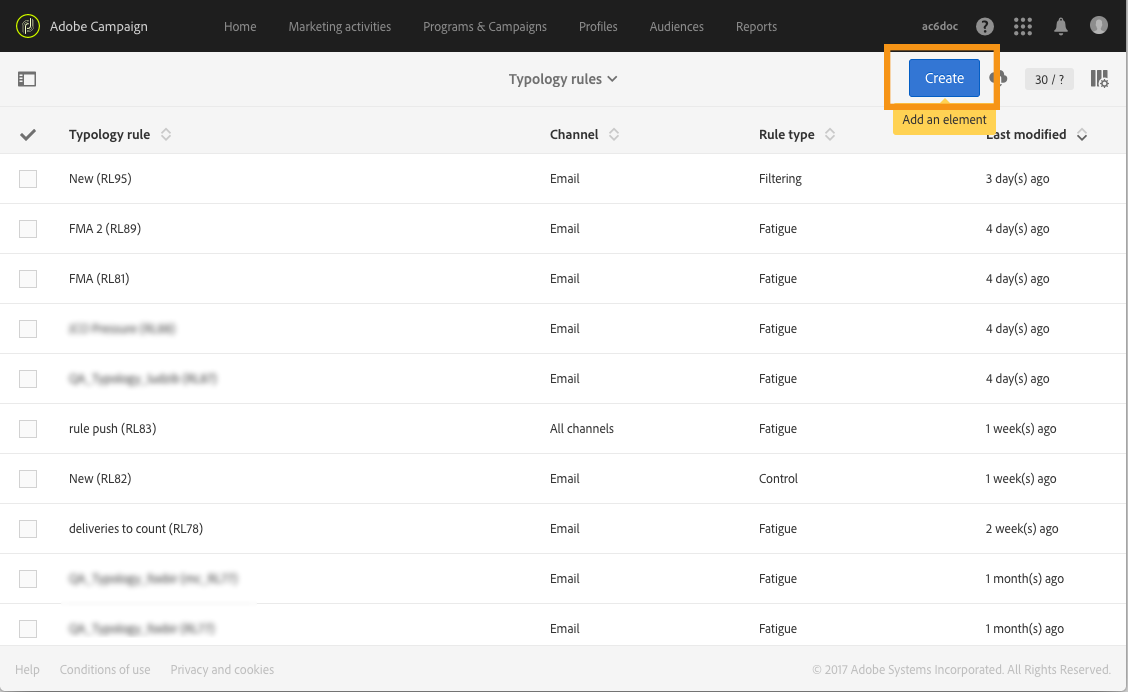 Adobe Campaign Home Marketing activities Programs & Campaigns Profiles Audiences Reports ac6doc ?
Typology rules Create 30 / ?
Add an element
Typology rule Channel Rule type Last modified
New (RL95) Email Filtering 3 day(s) ago
FMA 2 (RL89) Email Fatigue 4 day(s) ago
FMA (RL81) Email Fatigue 4 day(s) ago
Email Fatigue 4 day(s) ago
Email Fatigue 4 day(s) ago
rule push (RL83) All channels Fatigue 1 week(s) ago
New (RL82) Email Control 1 week(s) ago
deliveries to count (RL78) Email Fatigue 2 week(s) ago
Email Fatigue 1 month(s) ago
Email Fatigue 1 month(s) ago
Help Conditions of use Privacy and cookies © 2017 Adobe Systems Incorporated. All Rights Reserved.